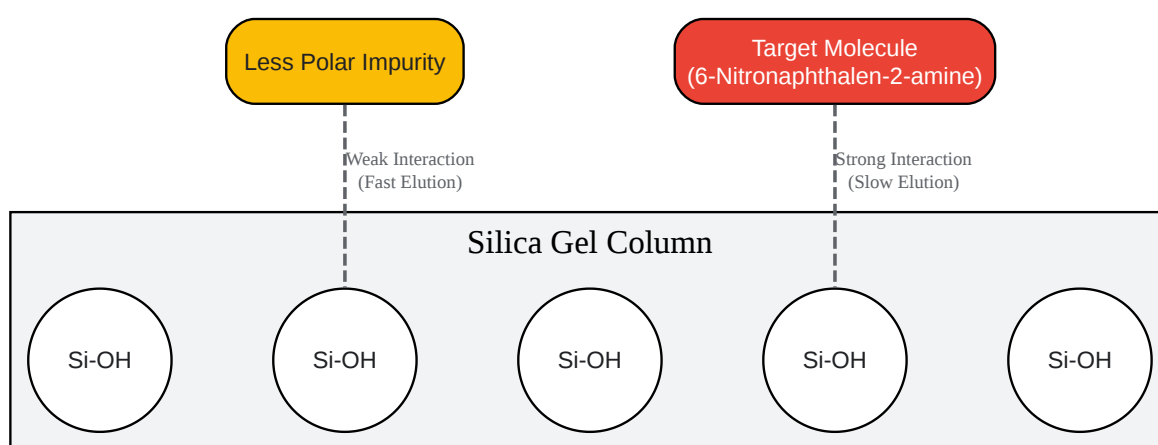 Less Polar Impurity
Target Molecule
(6-Nitronaphthalen-2-amine)
Weak Interaction
(Fast Elution)
Strong Interaction
(Slow Elution)
Silica Gel Column
Si-OH
Si-OH
Si-OH
Si-OH
Si-OH